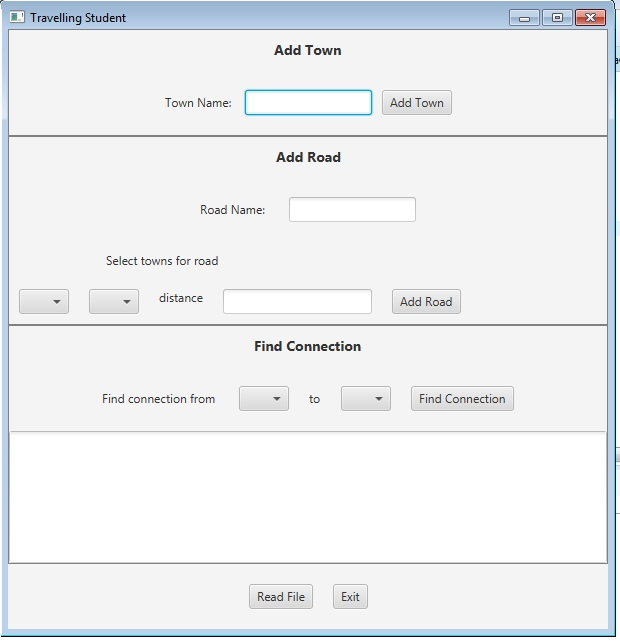 Travelling Student
Add Town
Town Name: Add Town
Add Road
Road Name:
Select towns for road
distance Add Road
Find Connection
Find connection from to Find Connection
Read File Exit